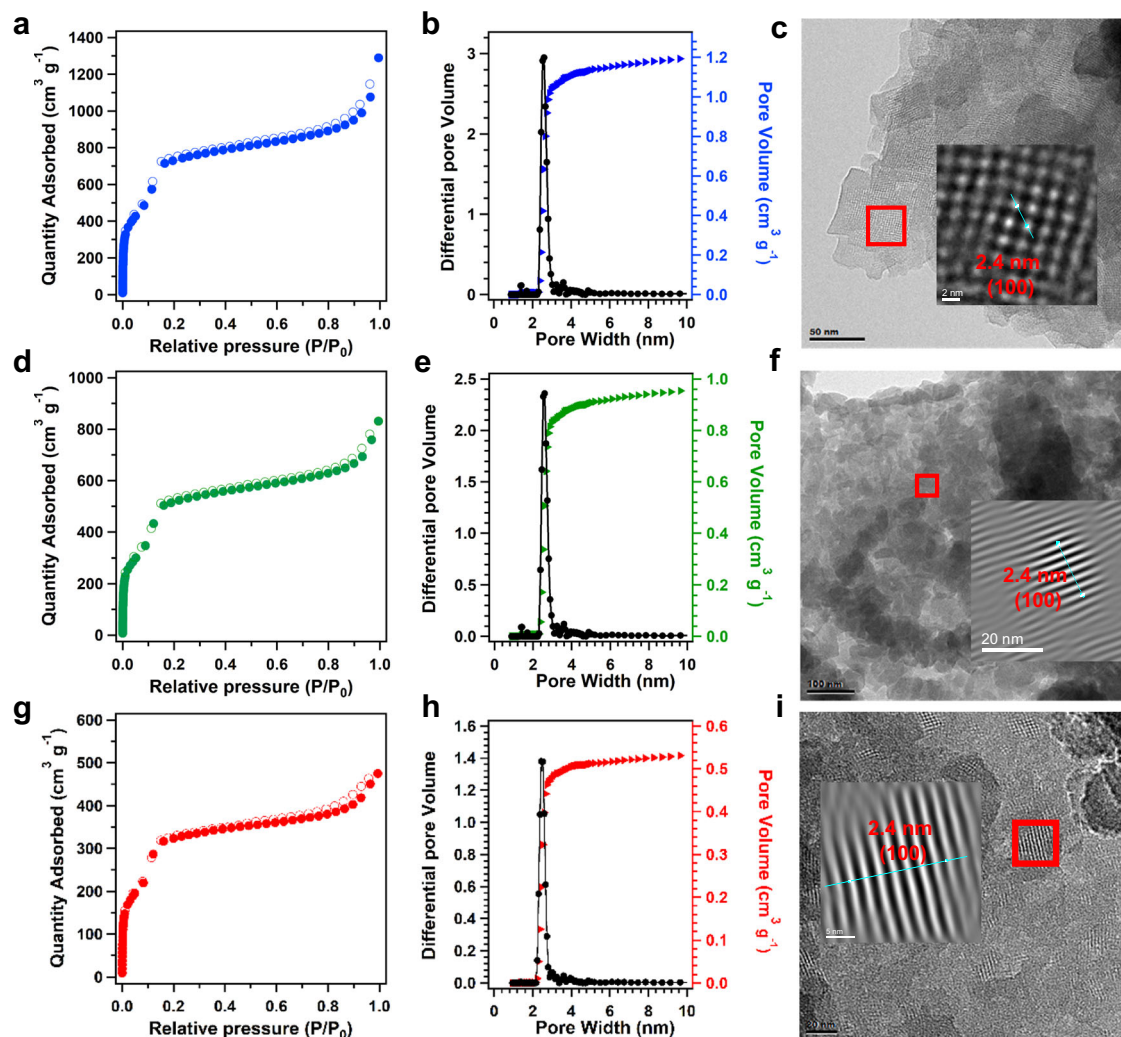 a
Quantity Adsorbed (cm³ g⁻¹)
1400
1200
1000
800
600
400
200
0
0.0 0.2 0.4 0.6 0.8 1.0
Relative pressure (P/P₀)
b
Differential pore Volume
3
2
1
0
Pore Volume (cm³ g⁻¹)
1.2
1.0
0.8
0.6
0.4
0.2
0.0
0 2 4 6 8 10
Pore Width (nm)
c
2.4 nm
(100)
2 nm
50 nm
d
Quantity Adsorbed (cm³ g⁻¹)
1000
800
600
400
200
0
0.0 0.2 0.4 0.6 0.8 1.0
Relative pressure (P/P₀)
e
Differential pore Volume
2.5
2.0
1.5
1.0
0.5
0.0
Pore Volume (cm³ g⁻¹)
1.0
0.8
0.6
0.4
0.2
0.0
0 2 4 6 8 10
Pore Width (nm)
f
2.4 nm
(100)
20 nm
100 nm
g
Quantity Adsorbed (cm³ g⁻¹)
600
500
400
300
200
100
0
0.0 0.2 0.4 0.6 0.8 1.0
Relative pressure (P/P₀)
h
Differential pore Volume
1.6
1.4
1.2
1.0
0.8
0.6
0.4
0.2
0.0
Pore Volume (cm³ g⁻¹)
0.6
0.5
0.4
0.3
0.2
0.1
0.0
0 2 4 6 8 10
Pore Width (nm)
i
2.4 nm
(100)
5 nm
20 nm